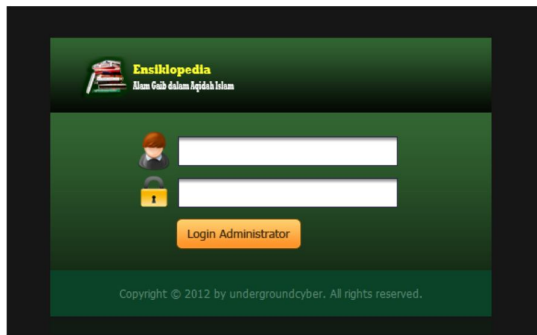 Ensiklopedia
Alam Gaib dalam Aqidah Islam
Login Administrator
Copyright © 2012 by undergroundcyber. All rights reserved.